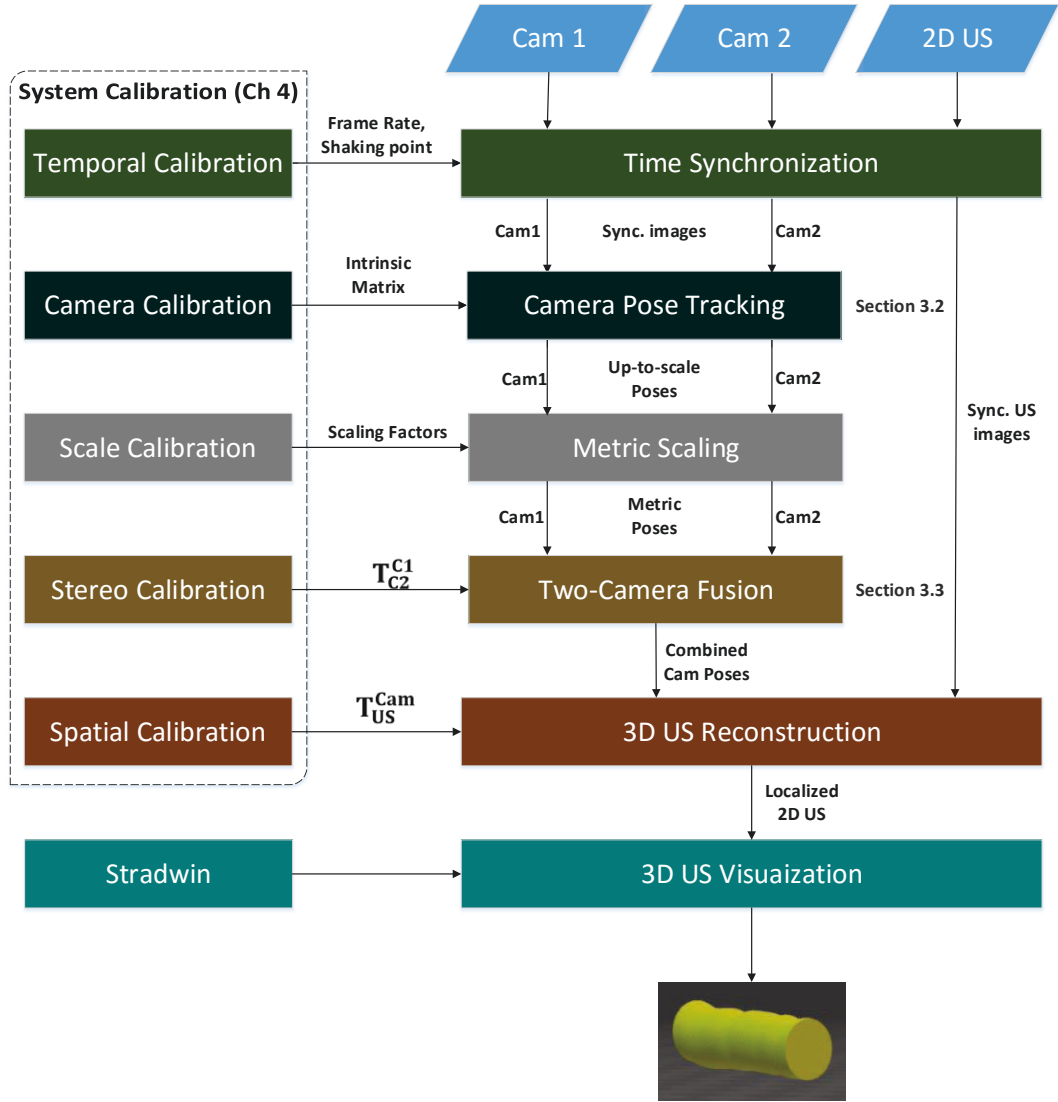 Cam 1
Cam 2
2D US
System Calibration (Ch 4)
Temporal Calibration
Frame Rate,
Shaking point
Time Synchronization
Cam1
Sync. images
Cam2
Camera Calibration
Intrinsic
Matrix
Camera Pose Tracking
Section 3.2
Cam1
Up-to-scale
Poses
Cam2
Sync. US
images
Scale Calibration
Scaling Factors
Metric Scaling
Cam1
Metric
Poses
Cam2
Stereo Calibration
T_{C2}^{C1}
Two-Camera Fusion
Section 3.3
Combined
Cam Poses
Spatial Calibration
T_{US}^{Cam}
3D US Reconstruction
Localized
2D US
Stradwin
3D US Visuaization